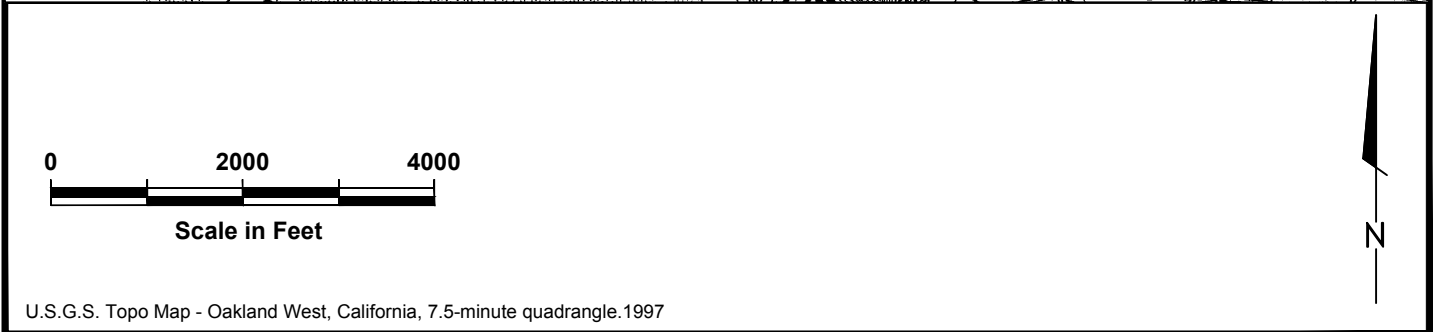 0 2000 4000
Scale in Feet
N
U.S.G.S. Topo Map - Oakland West, California, 7.5-minute quadrangle.1997